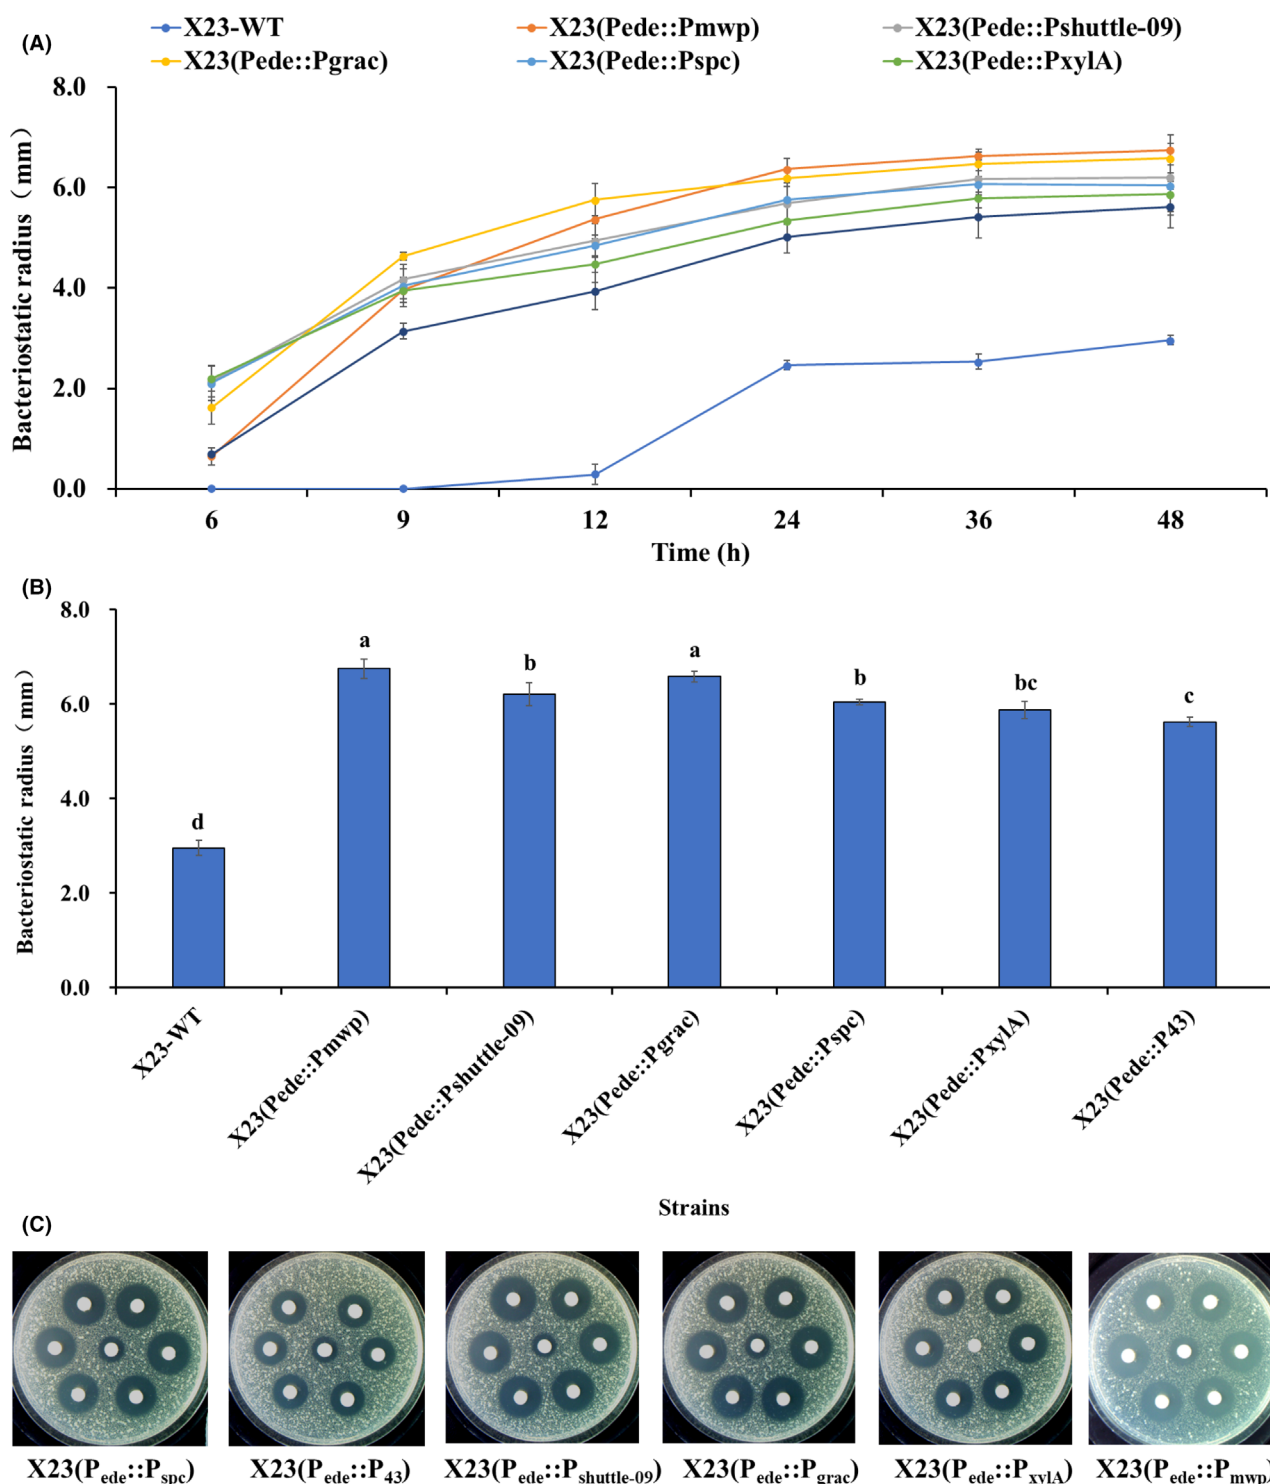 (A)
X23-WT X23(Pede::Pmwp) X23(Pede::Pshuttle-09)
X23(Pede::Pgrac) X23(Pede::Pspc) X23(Pede::PxylA)
Bacteriostatic radius（mm）
8.0
6.0
4.0
2.0
0.0
6 9 12 24 36 48
Time (h)
(B)
Bacteriostatic radius（mm）
8.0
6.0
4.0
2.0
0.0
d a b a b bc c
X23-WT
X23(Pede::Pmwp)
X23(Pede::Pshuttle-09)
X23(Pede::Pgrac)
X23(Pede::Pspc)
X23(Pede::PxylA)
X23(Pede::P43)
Strains
(C)
X23(Pede::Pspc) X23(Pede::P43) X23(Pede::Pshuttle-09) X23(Pede::Pgrac) X23(Pede::PxylA) X23(Pede::Pmwp)